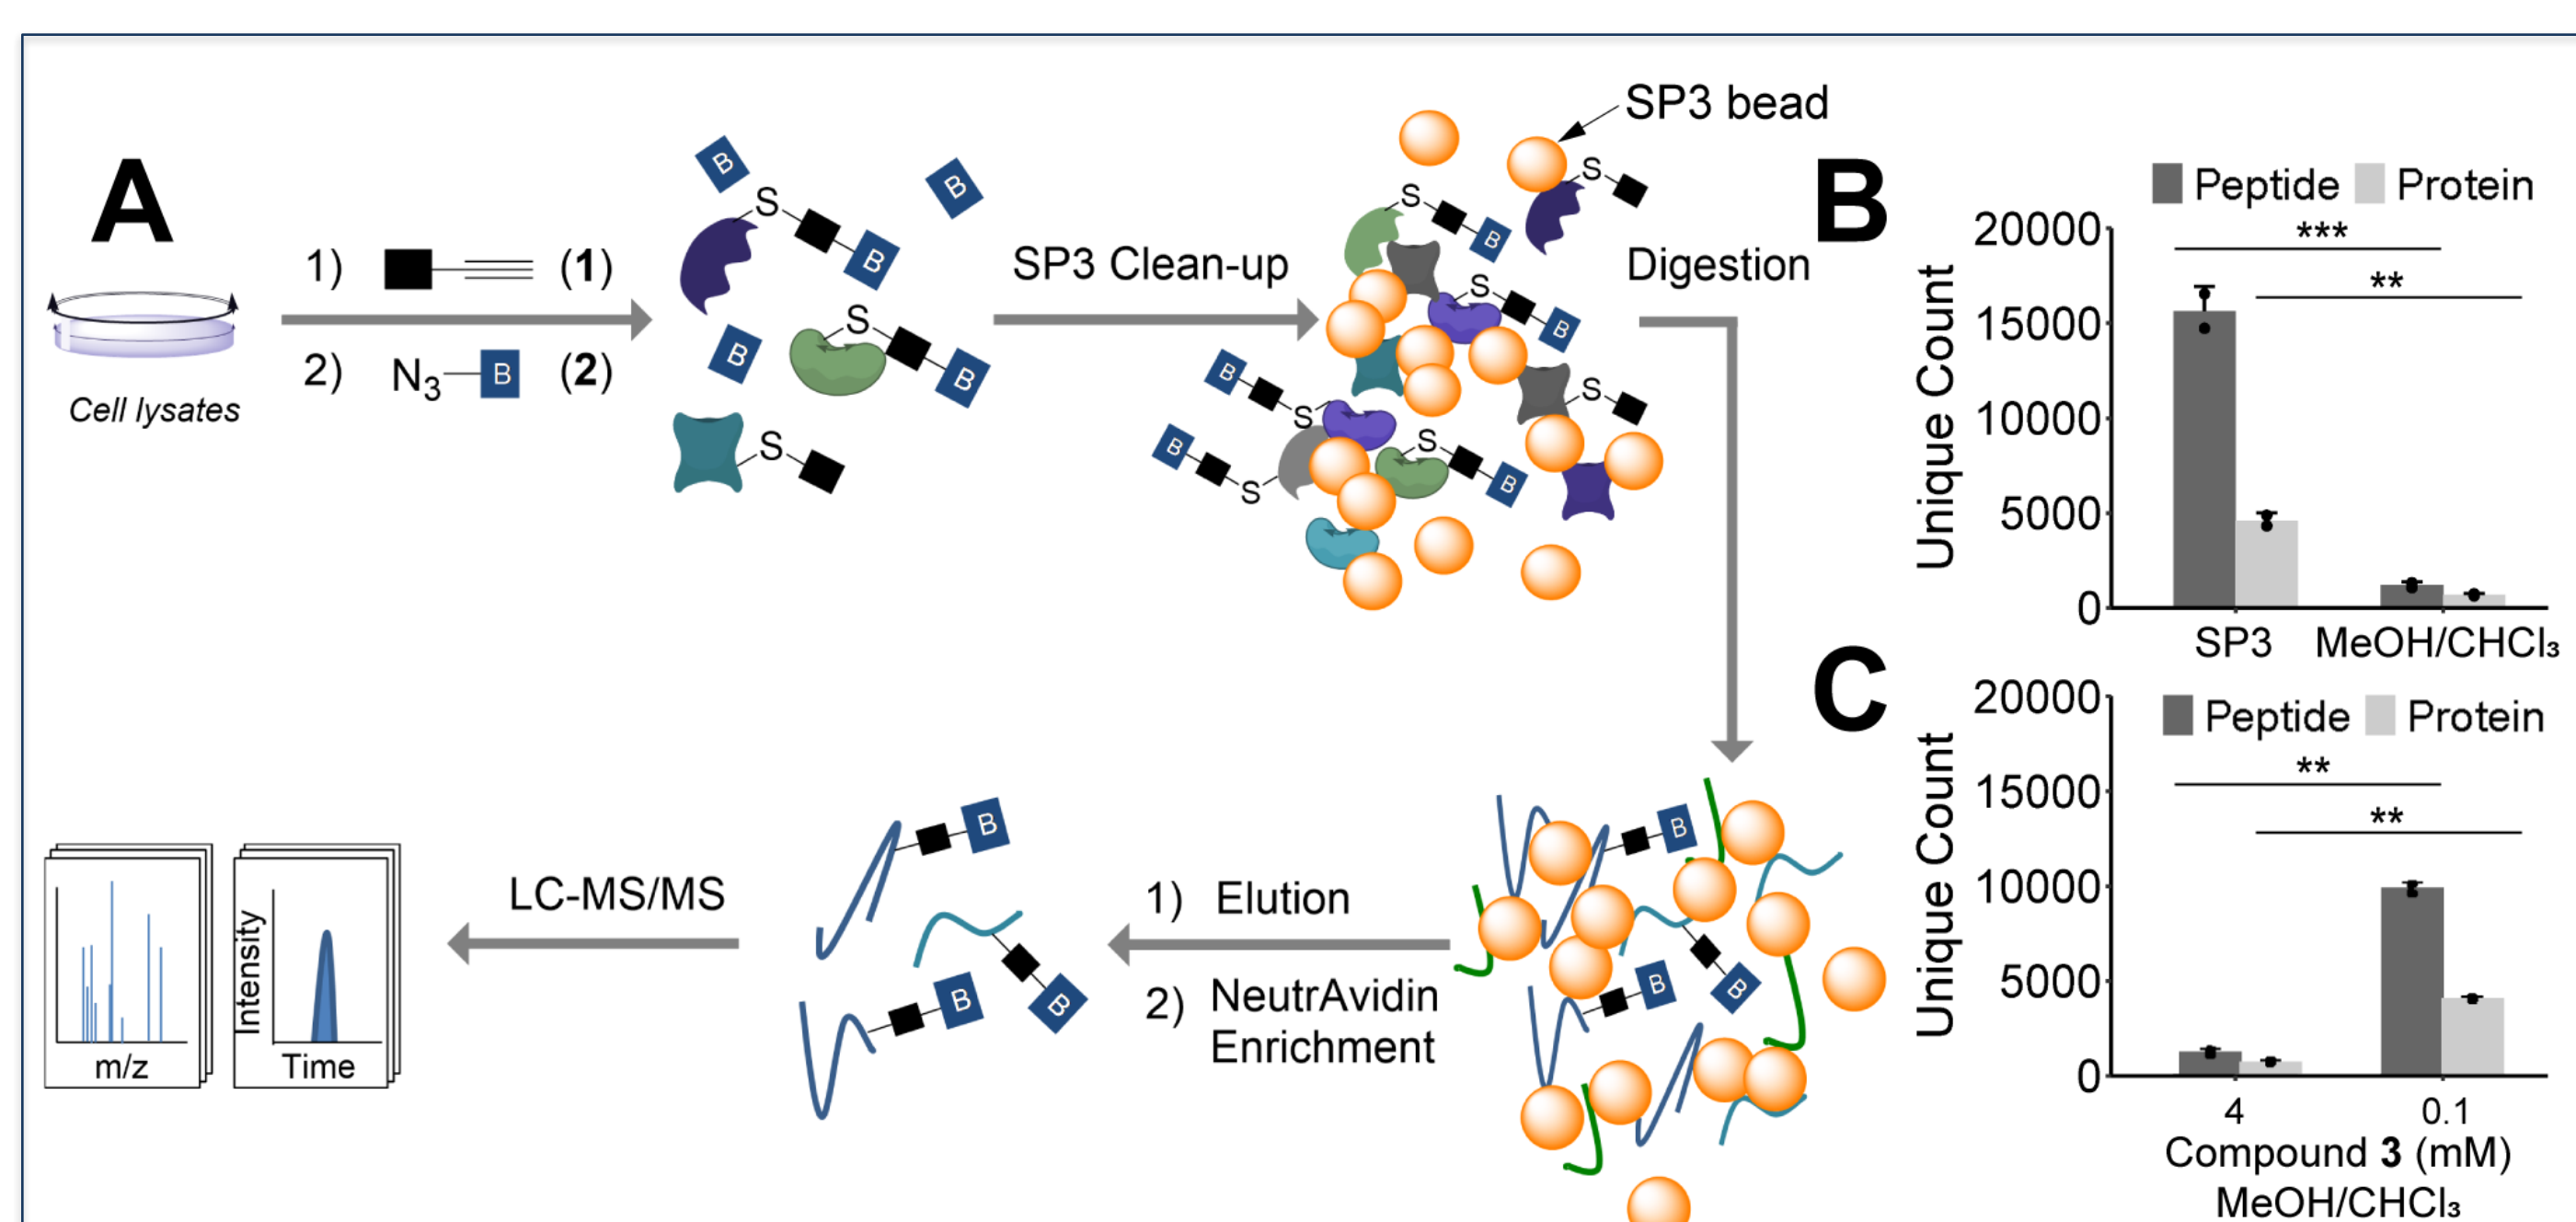 A
Cell lysates
1) (1)
2) N3 B (2)
B
B
S
B
B
S
B
S
SP3 Clean-up
SP3 bead
S
S
B
S
B
S
B
S
B
S
S
B
Digestion
B
Peptide Protein
20000
***
**
15000
10000
5000
0
Unique Count
SP3 MeOH/CHCl₃
C
Peptide Protein
20000
**
15000
**
10000
5000
0
Unique Count
4 0.1
Compound 3 (mM)
MeOH/CHCl₃
B
B
B
1) Elution
2) NeutrAvidin
Enrichment
B
B
B
LC-MS/MS
m/z
Intensity
Time